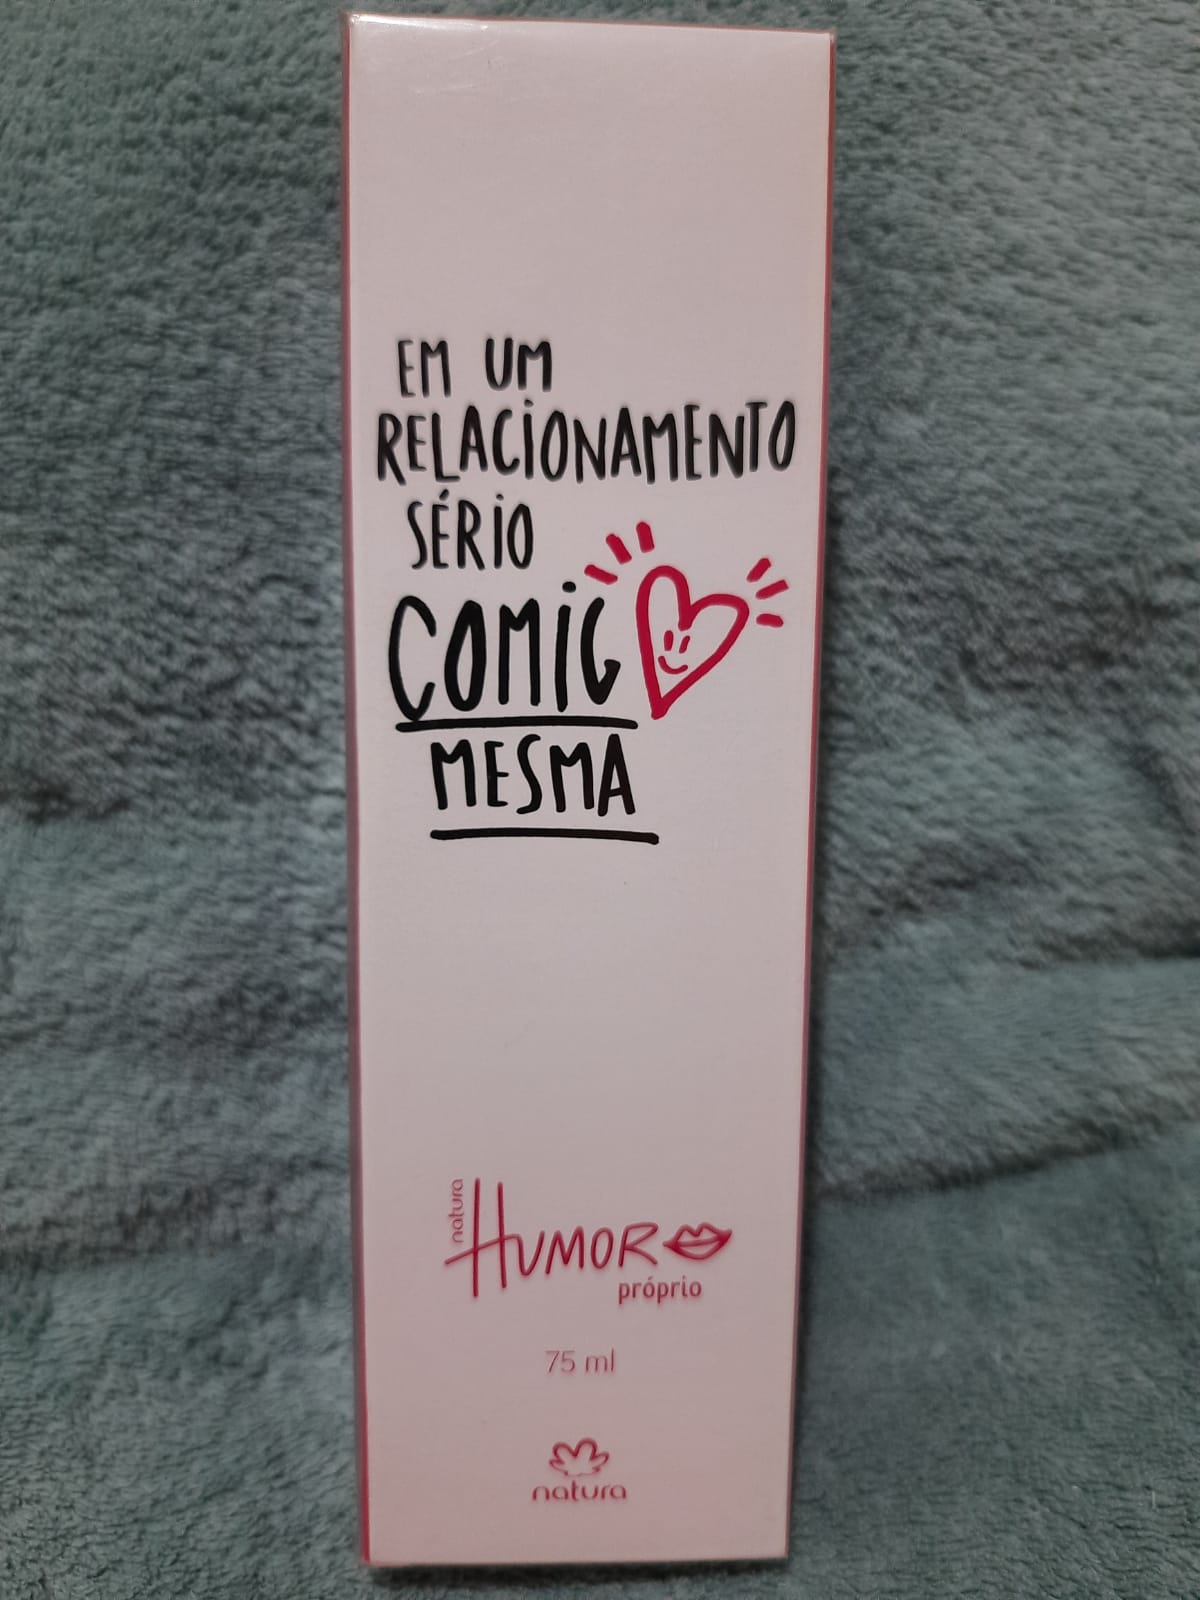 EM UM
RELACIONAMENTO
SÉRIO
COMIG
MESMA
natura
HUMOR
próprio
75 ml
natura